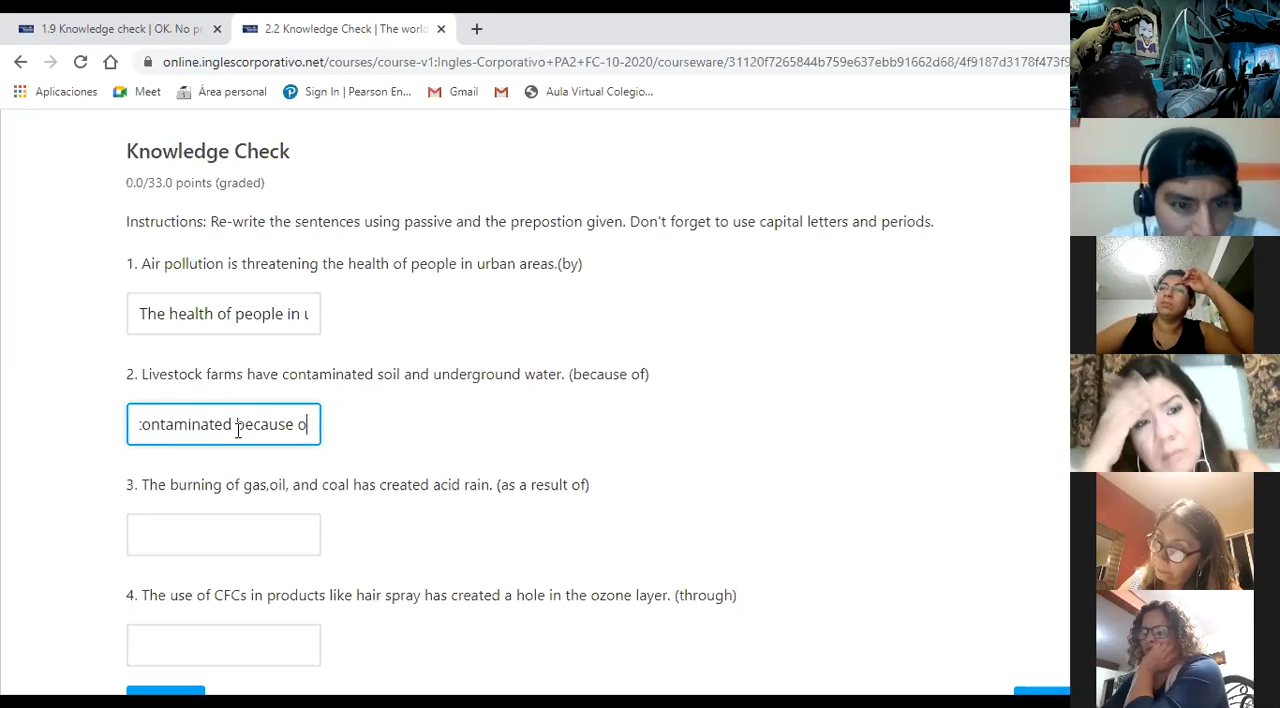 1.9 Knowledge check | OK. No pr
2.2 Knowledge Check | The world
online.inglescorporativo.net/courses/course-v1:Ingles-Corporativo+PA2+FC-10-2020/courseware/31120f7265844b759e637ebb91662d68/4f9187d3178f473f9
Aplicaciones Meet Área personal Sign In | Pearson En... Gmail Aula Virtual Colegio...
Knowledge Check
0.0/33.0 points (graded)
Instructions: Re-write the sentences using passive and the prepostion given. Don't forget to use capital letters and periods.
1. Air pollution is threatening the health of people in urban areas.(by)
The health of people in u
2. Livestock farms have contaminated soil and underground water. (because of)
contaminated because o
3. The burning of gas,oil, and coal has created acid rain. (as a result of)
4. The use of CFCs in products like hair spray has created a hole in the ozone layer. (through)